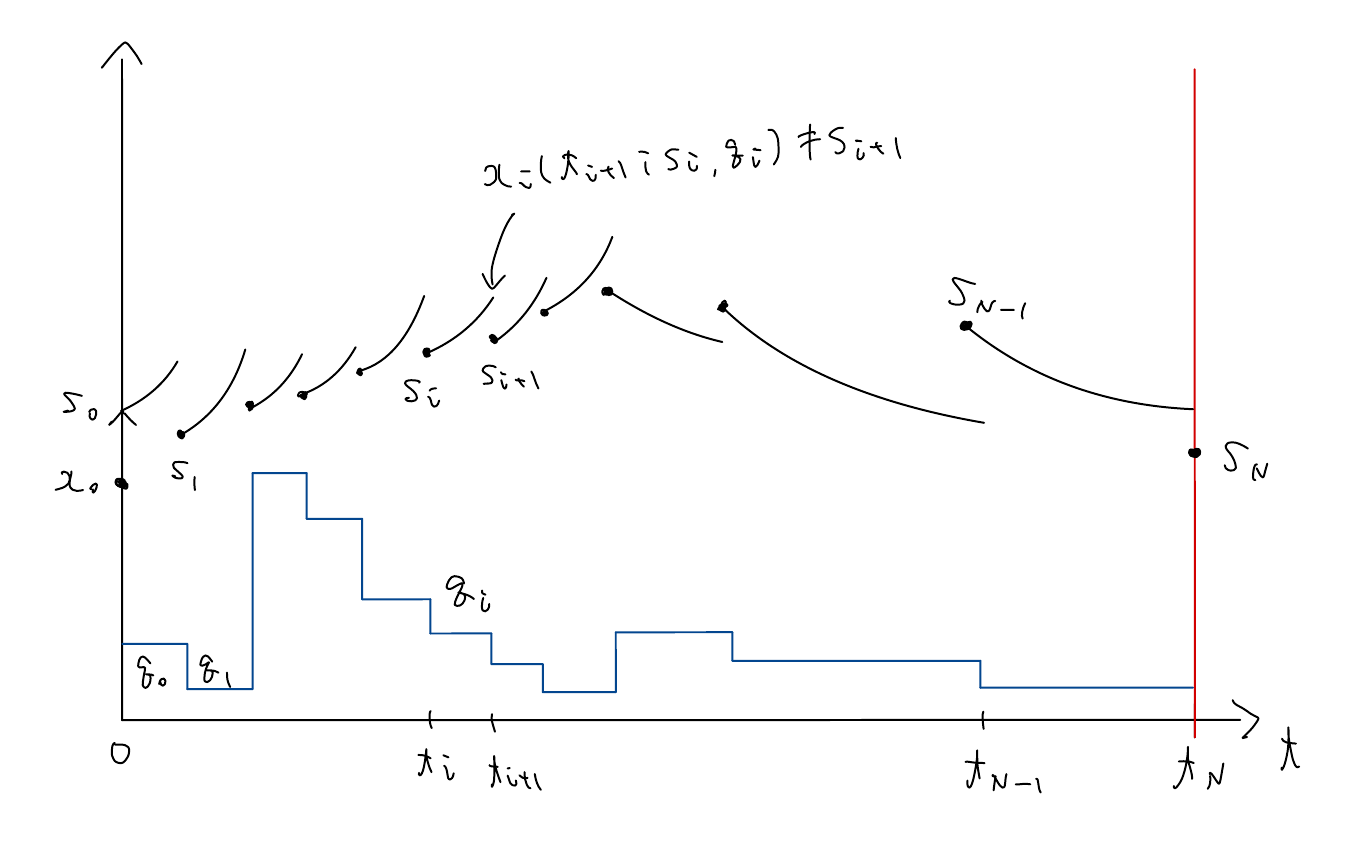 x_i(t_{i+1}; s_i, q_i) ≠ s_{i+1}
s_{N-1}
s_0
s_i
s_{i+1}
s_N
x_0
s_1
q_i
q_0
q_1
0
t_i
t_{i+1}
t_{N-1}
t_N
t